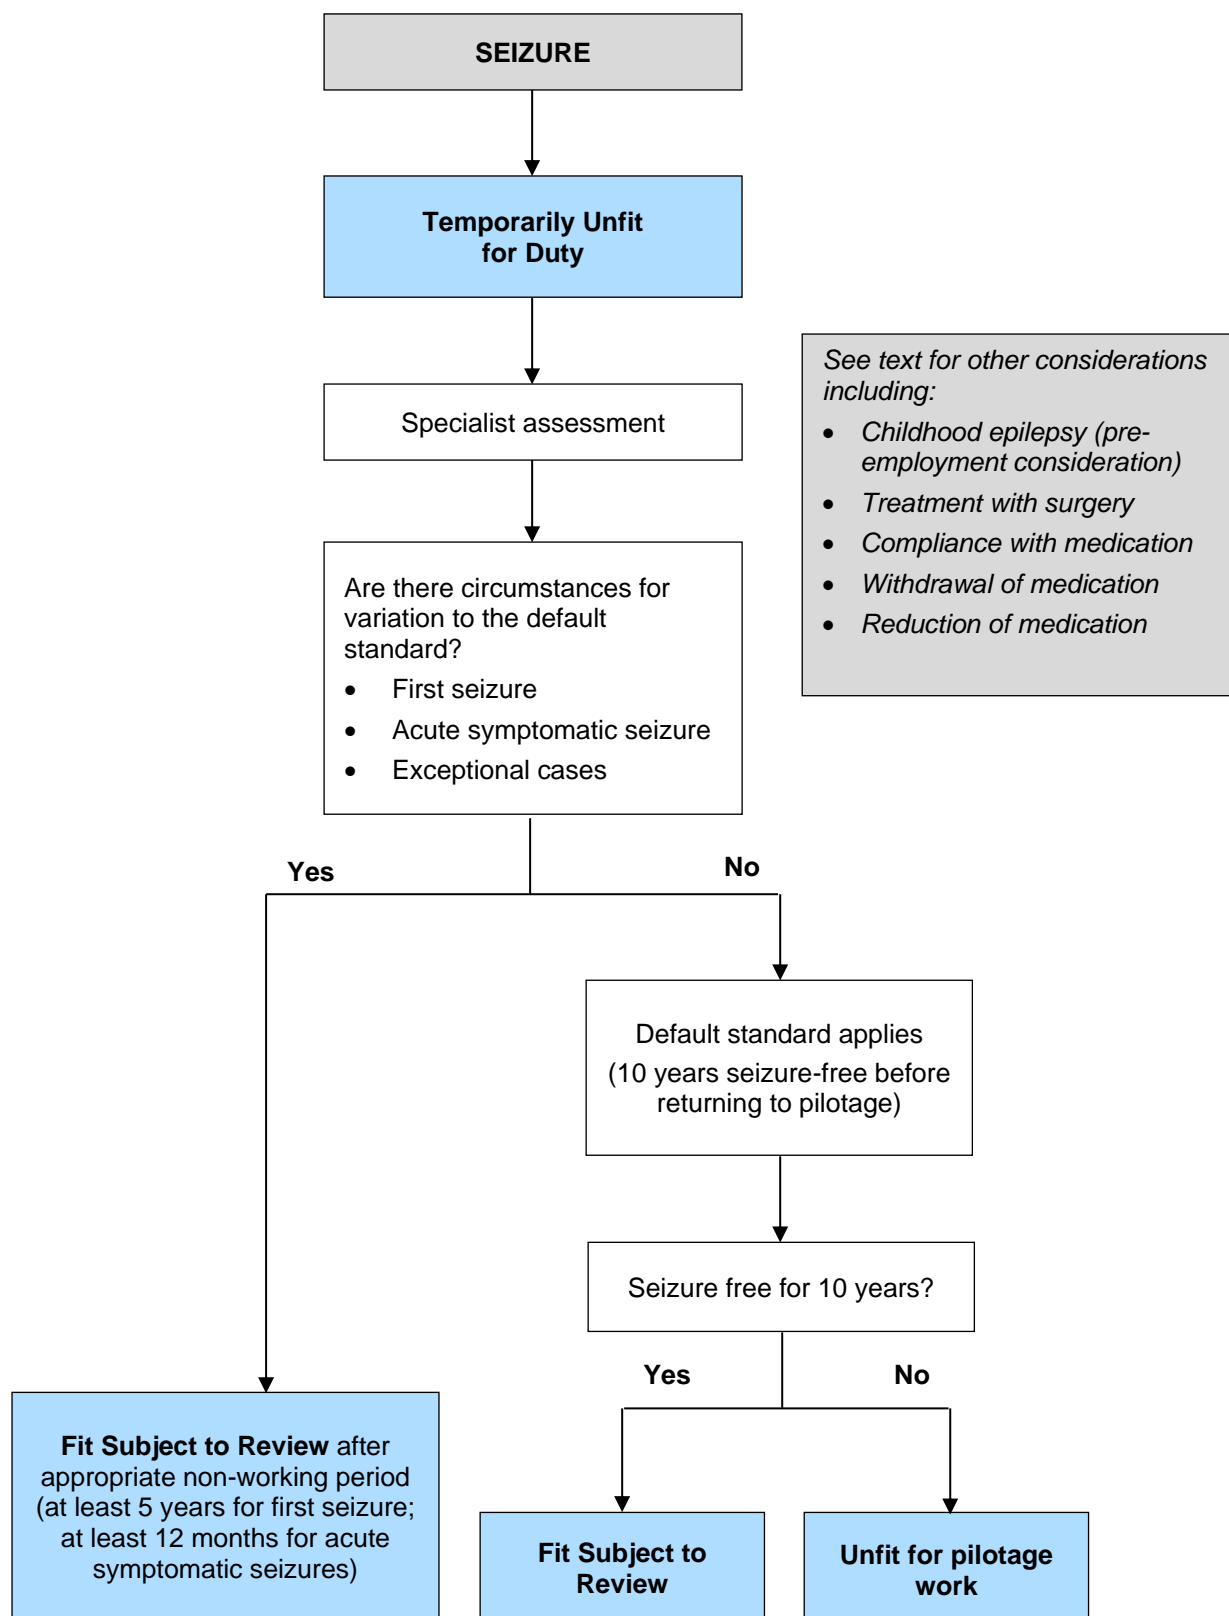 SEIZURE
Temporarily Unfit
for Duty
Specialist assessment
See text for other considerations
including:
• Childhood epilepsy (pre-
employment consideration)
• Treatment with surgery
• Compliance with medication
• Withdrawal of medication
• Reduction of medication
Are there circumstances for
variation to the default
standard?
• First seizure
• Acute symptomatic seizure
• Exceptional cases
Yes
No
Default standard applies
(10 years seizure-free before
returning to pilotage)
Seizure free for 10 years?
Yes
No
Fit Subject to Review after
appropriate non-working period
(at least 5 years for first seizure;
at least 12 months for acute
symptomatic seizures)
Fit Subject to
Review
Unfit for pilotage
work